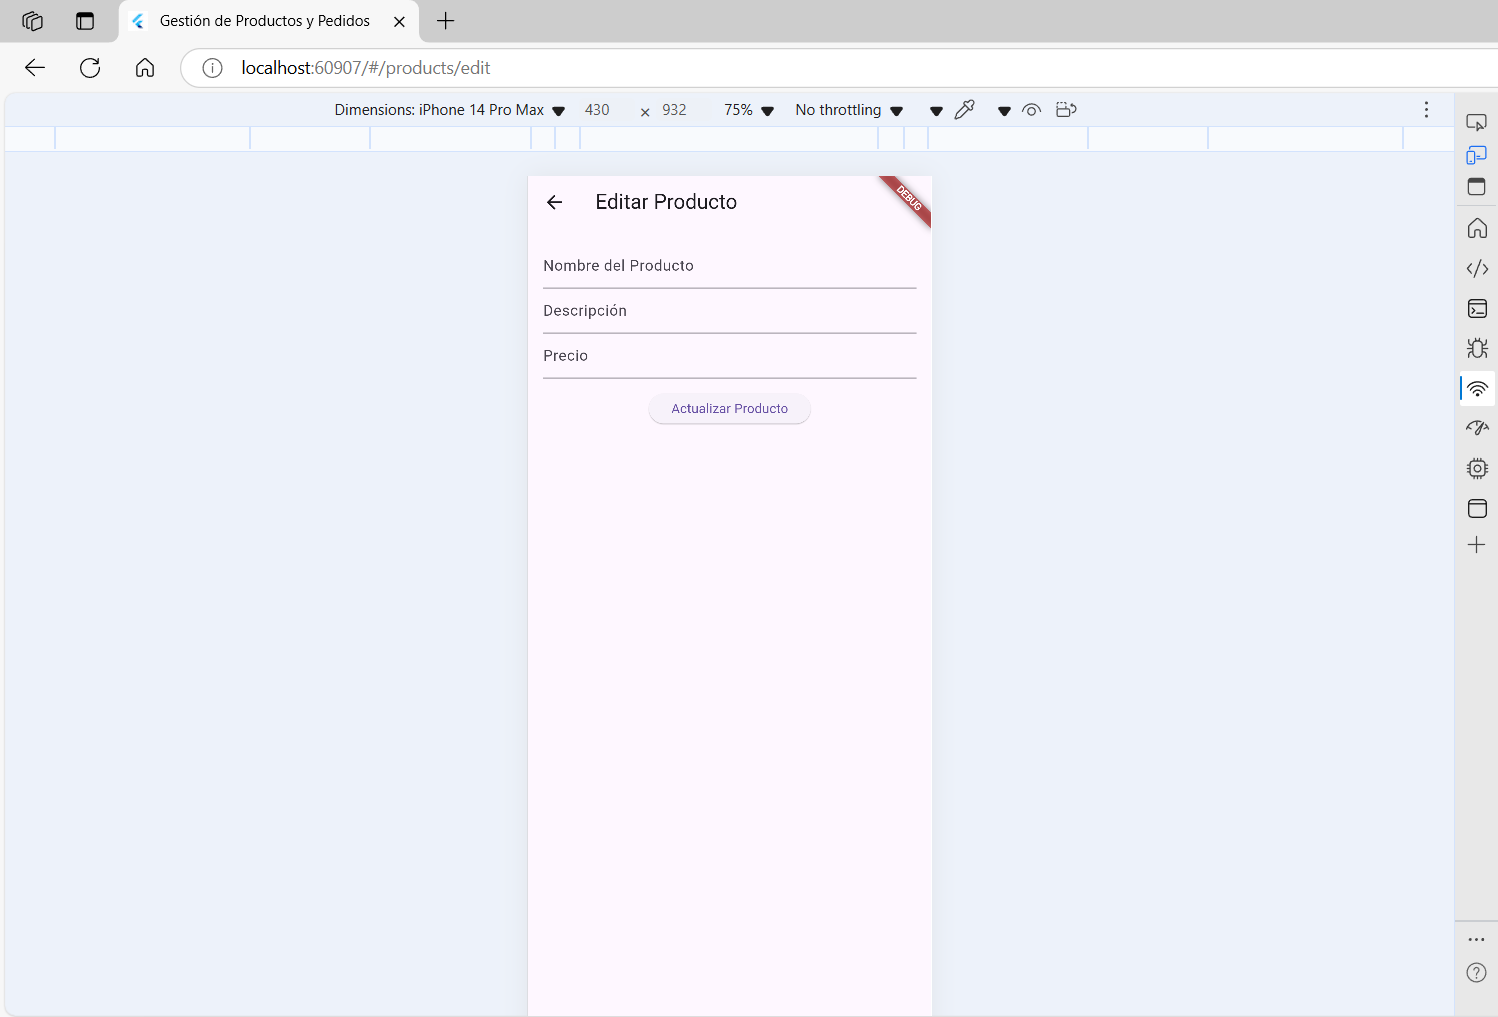 Gestión de Productos y Pedidos
localhost:60907/#/products/edit
Dimensions: iPhone 14 Pro Max 430 × 932 75% No throttling
Editar Producto
DEBUG
Nombre del Producto
Descripción
Precio
Actualizar Producto